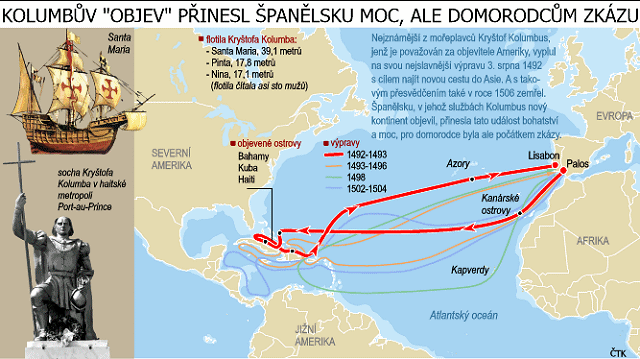 KOLUMBŮV "OBJEV" PŘINESL ŠPANĚLSKU MOC, ALE DOMORODCŮM ZKÁZU
Santa
Maria
flotila Kryštofa Kolumba:
- Santa Maria, 39,1 metrů
- Pinta, 17,8 metrů
- Nina, 17,1 metrů
(flotila čítala asi sto mužů)
Nejznámější z mořeplavců Kryštof Kolumbus,
jenž je považován za objevitele Ameriky, vyplul
na svou nejslavnější výpravu 3. srpna 1492
s cílem najít novou cestu do Asie. A s tako-
vým přesvědčením také v roce 1506 zemřel.
Španělsku, v jehož službách Kolumbus nový
kontinent objevil, přinesla tato událost bohatství
a moc, pro domorodce byla ale počátkem zkázy.
EVROPA
SEVERNÍ
AMERIKA
objevené ostrovy
Bahamy
Kuba
Haiti
výpravy
1492-1493
1493-1496
1498
1502-1504
Azory
Lisabon
Palos
Kanárské
ostrovy
AFRIKA
Kapverdy
Atlantský oceán
JIŽNÍ
AMERIKA
socha Kryštofa
Kolumba v haitské
metropoli
Port-au-Prince
ČTK